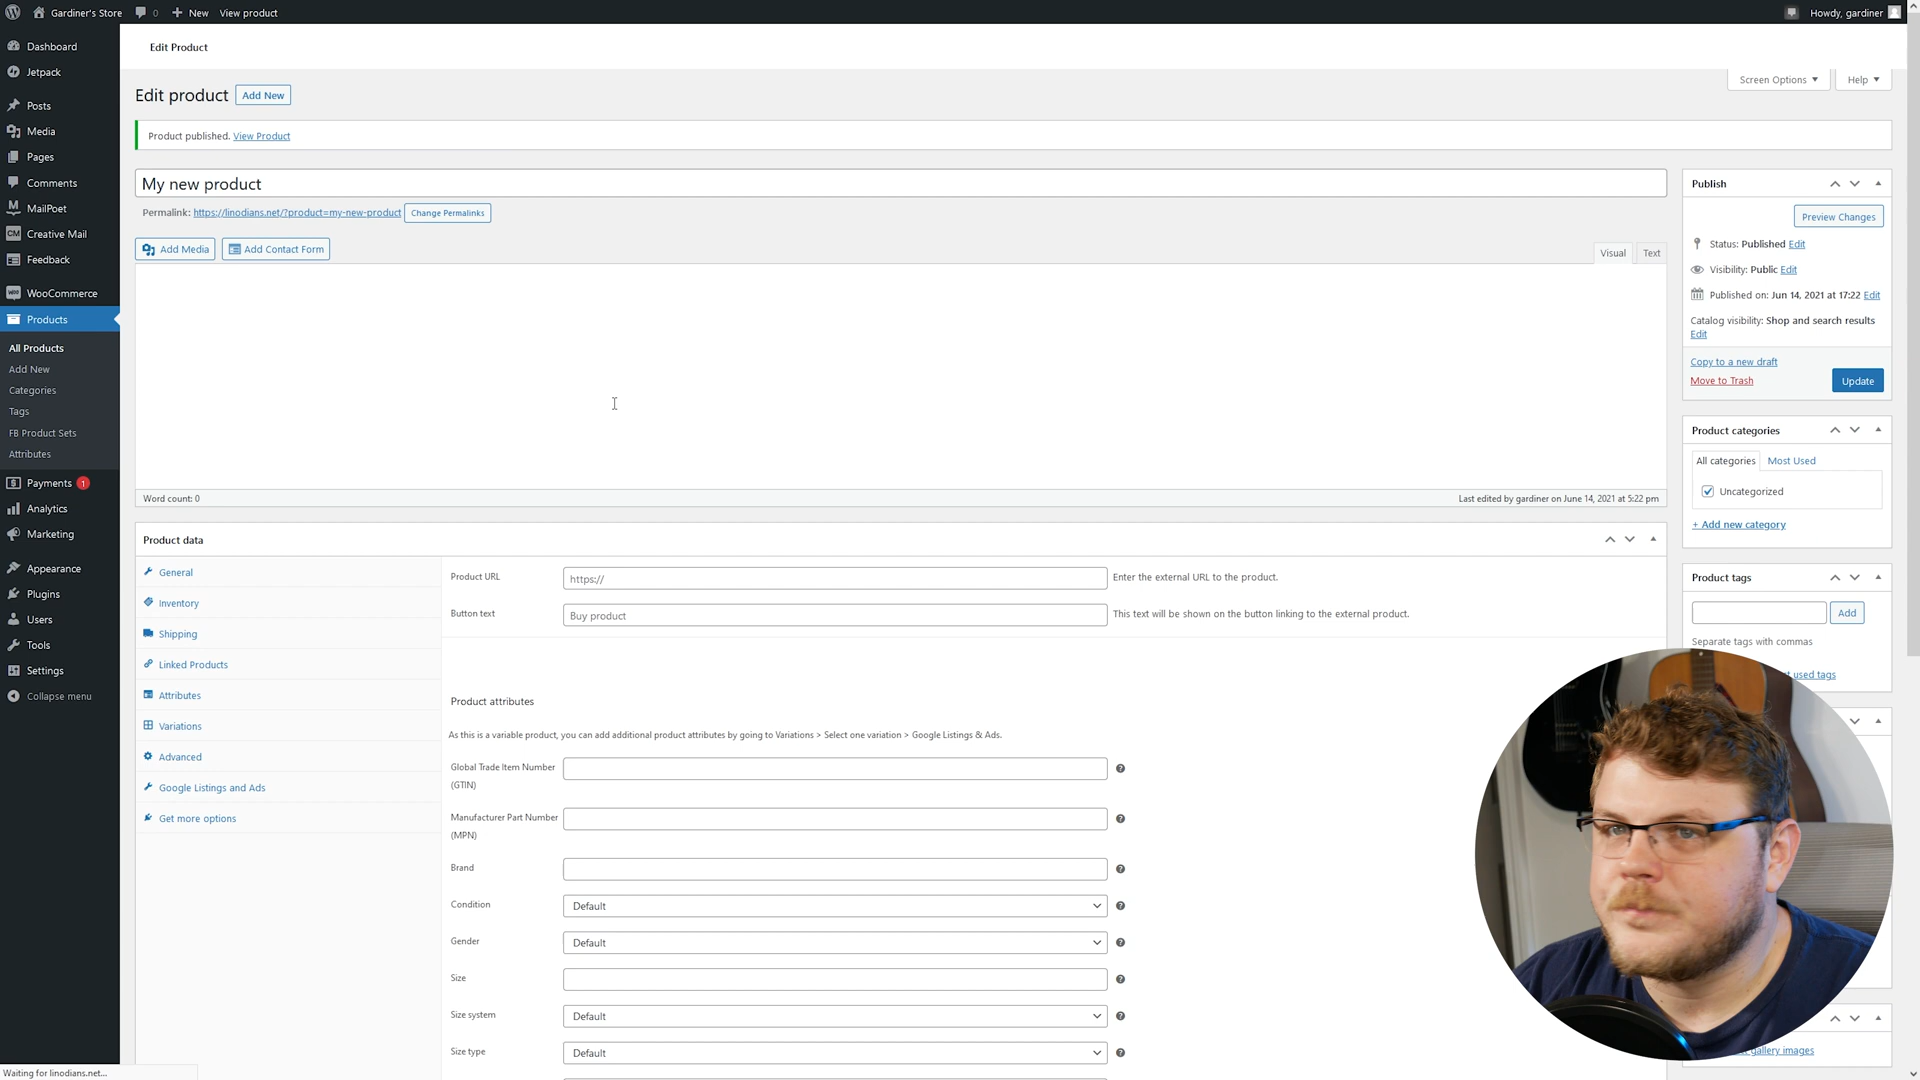 Gardiner's Store 0 New View product Howdy, gardiner
Dashboard
Jetpack
Posts
Media
Pages
Comments
MailPoet
Creative Mail
Feedback
WooCommerce
Products
All Products
Add New
Categories
Tags
FB Product Sets
Attributes
Payments 1
Analytics
Marketing
Appearance
Plugins
Users
Tools
Settings
Collapse menu
Edit Product
Screen Options Help
Edit product Add New
Product published. View Product
My new product
Permalink: https://linodians.net/?product=my-new-product Change Permalinks
Add Media Add Contact Form Visual Text
Word count: 0 Last edited by gardiner on June 14, 2021 at 5:22 pm
Product data
General
Inventory
Shipping
Linked Products
Attributes
Variations
Advanced
Google Listings and Ads
Get more options
Product URL https:// Enter the external URL to the product.
Button text Buy product This text will be shown on the button linking to the external product.
Product attributes
As this is a variable product, you can add additional product attributes by going to Variations > Select one variation > Google Listings & Ads.
Global Trade Item Number
(GTIN)
Manufacturer Part Number
(MPN)
Brand
Condition Default
Gender Default
Size
Size system Default
Size type Default
Publish
Preview Changes
Status: Published Edit
Visibility: Public Edit
Published on: Jun 14, 2021 at 17:22 Edit
Catalog visibility: Shop and search results
Edit
Copy to a new draft
Move to Trash Update
Product categories
All categories Most Used
Uncategorized
+ Add new category
Product tags
Add
Separate tags with commas
used tags
gallery images
Waiting for linodians.net...